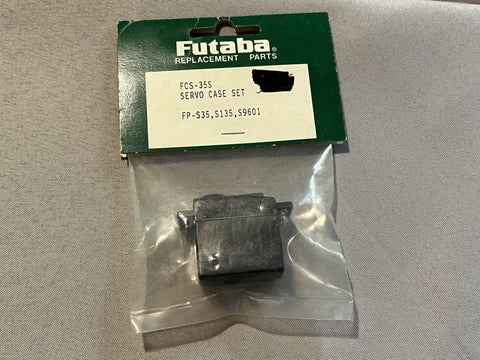 Futaba
REPLACEMENT PARTS
FCS-35S
SERVO CASE SET
FP-S35,S135,S9601